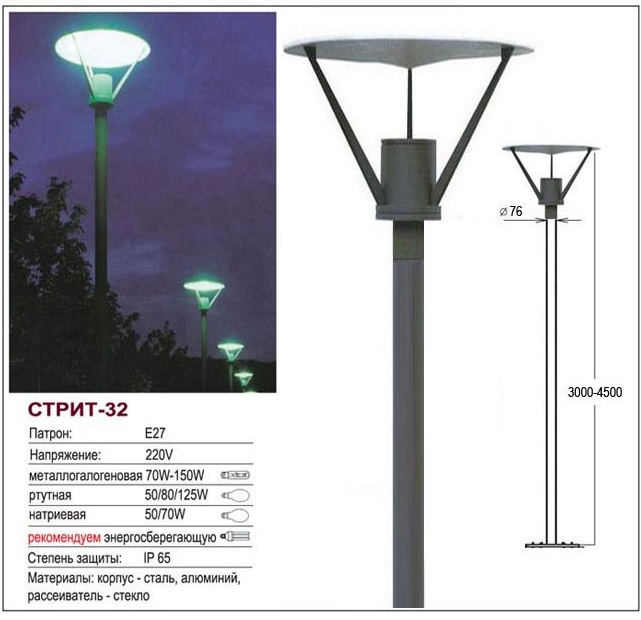 СТРИТ-32
Патрон: E27
Напряжение: 220V
металлогалогеновая 70W-150W
ртутная 50/80/125W
натриевая 50/70W
рекомендуем энергосберегающую
Степень защиты: IP 65
Материалы: корпус - сталь, алюминий,
рассеиватель - стекло
⌀ 76
3000-4500